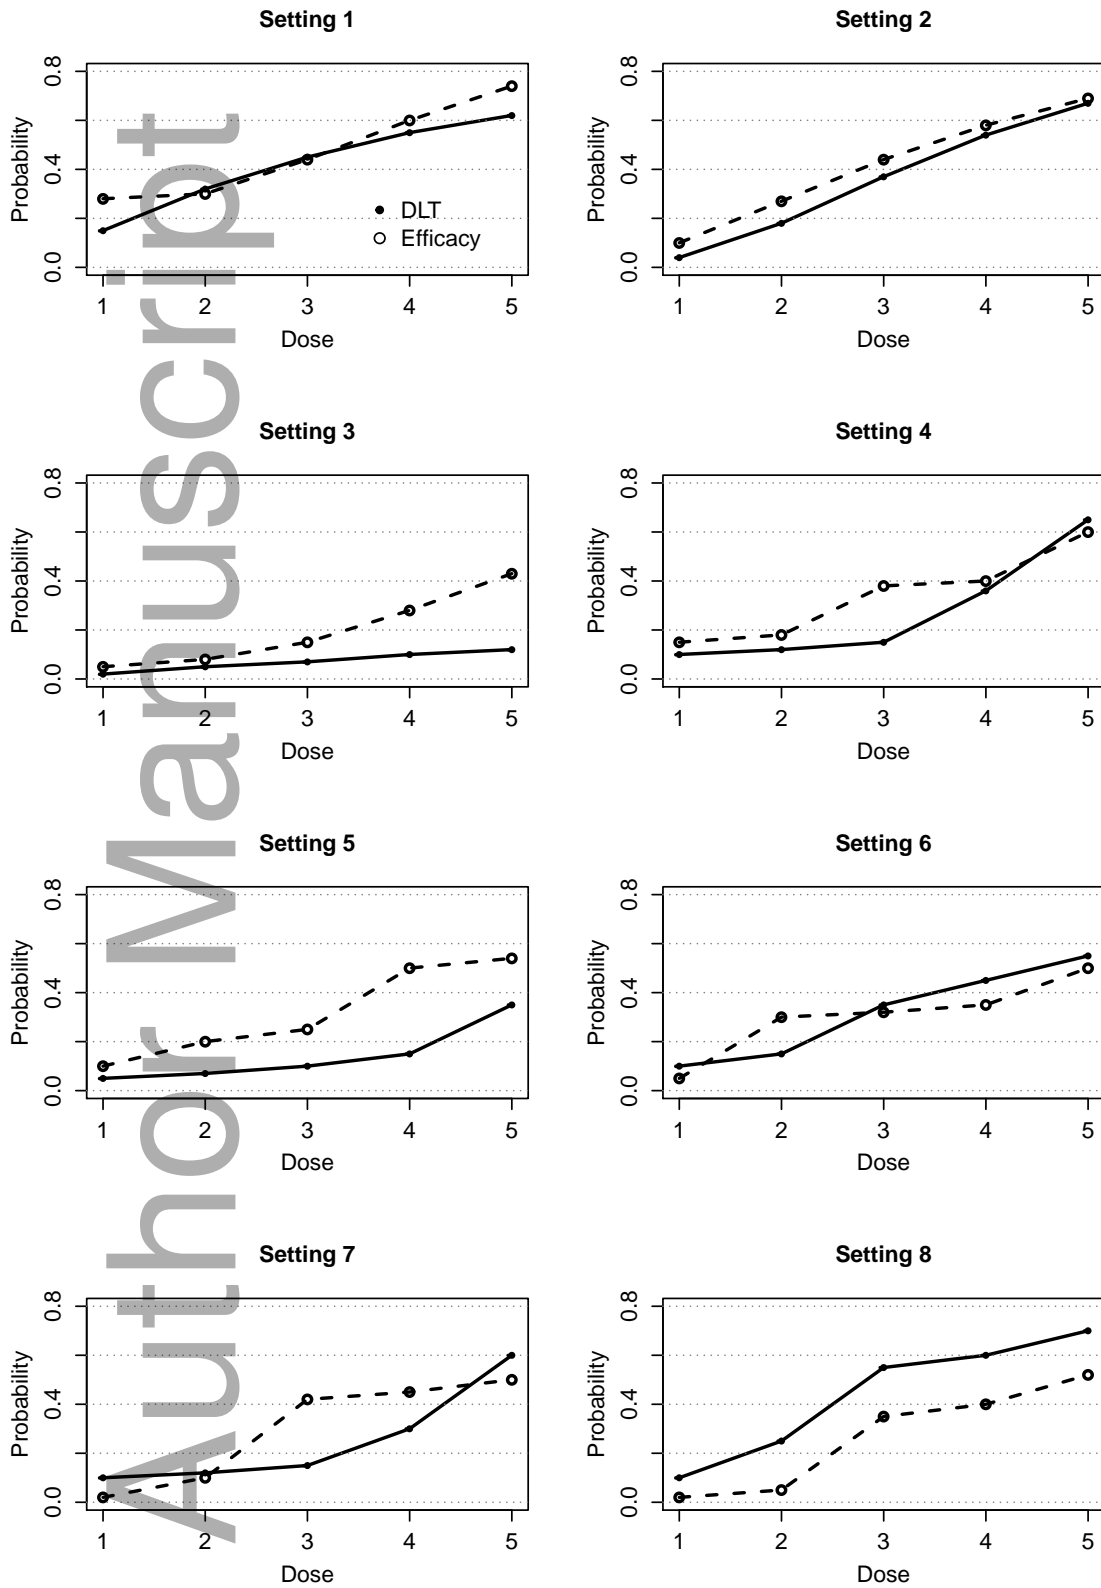 Setting 1
Probability
0.0 0.4 0.8
DLT
Efficacy
1 2 3 4 5
Dose
Setting 2
Probability
0.0 0.4 0.8
1 2 3 4 5
Dose
Setting 3
Probability
0.0 0.4 0.8
1 2 3 4 5
Dose
Setting 4
Probability
0.0 0.4 0.8
1 2 3 4 5
Dose
Setting 5
Probability
0.0 0.4 0.8
1 2 3 4 5
Dose
Setting 6
Probability
0.0 0.4 0.8
1 2 3 4 5
Dose
Setting 7
Probability
0.0 0.4 0.8
1 2 3 4 5
Dose
Setting 8
Probability
0.0 0.4 0.8
1 2 3 4 5
Dose
Author Manuscript